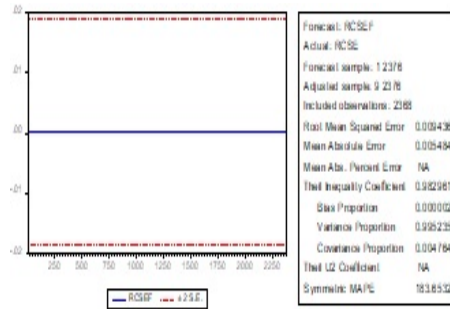 .02
.01
.00
-.01
-.02
250 500 750 1000 1250 1500 1750 2000 2250
RCSEF ± 2 S.E.
Forecast: RCSEF
Actual: RCSE
Forecast sample: 1 2376
Adjusted sample: 9 2376
Included observations: 2368
Root Mean Squared Error 0.009436
Mean Absolute Error 0.005484
Mean Abs. Percent Error NA
Theil Inequality Coefficient 0.982961
Bias Proportion 0.000002
Variance Proportion 0.995235
Covariance Proportion 0.004764
Theil U2 Coefficient NA
Symmetric MAPE 183.6532